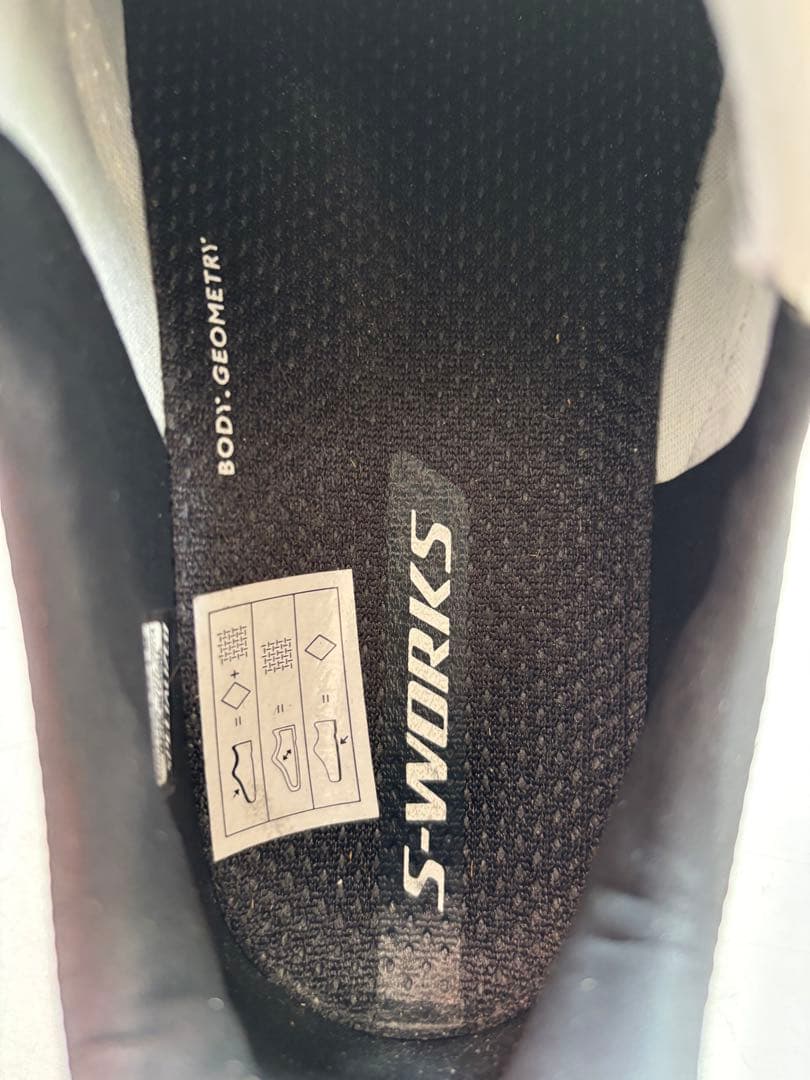 BODY. GEOMETRY
S-WORKS
+ =
=
=